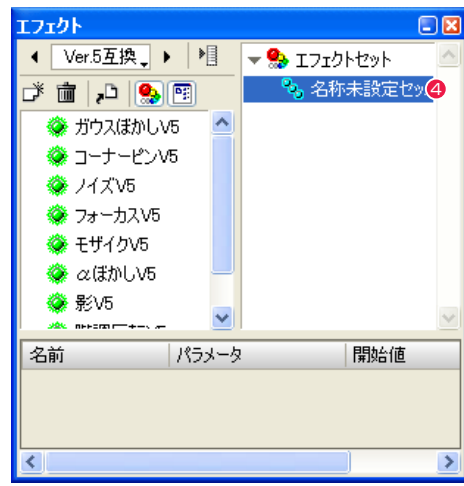 エフェクト
Ver.5互換
エフェクトセット
名称未設定セッ
4
ガウスぼかしV5
コーナーピンV5
ノイズV5
フォーカスV5
モザイクV5
αぼかしV5
影V5
名前
パラメータ
開始値